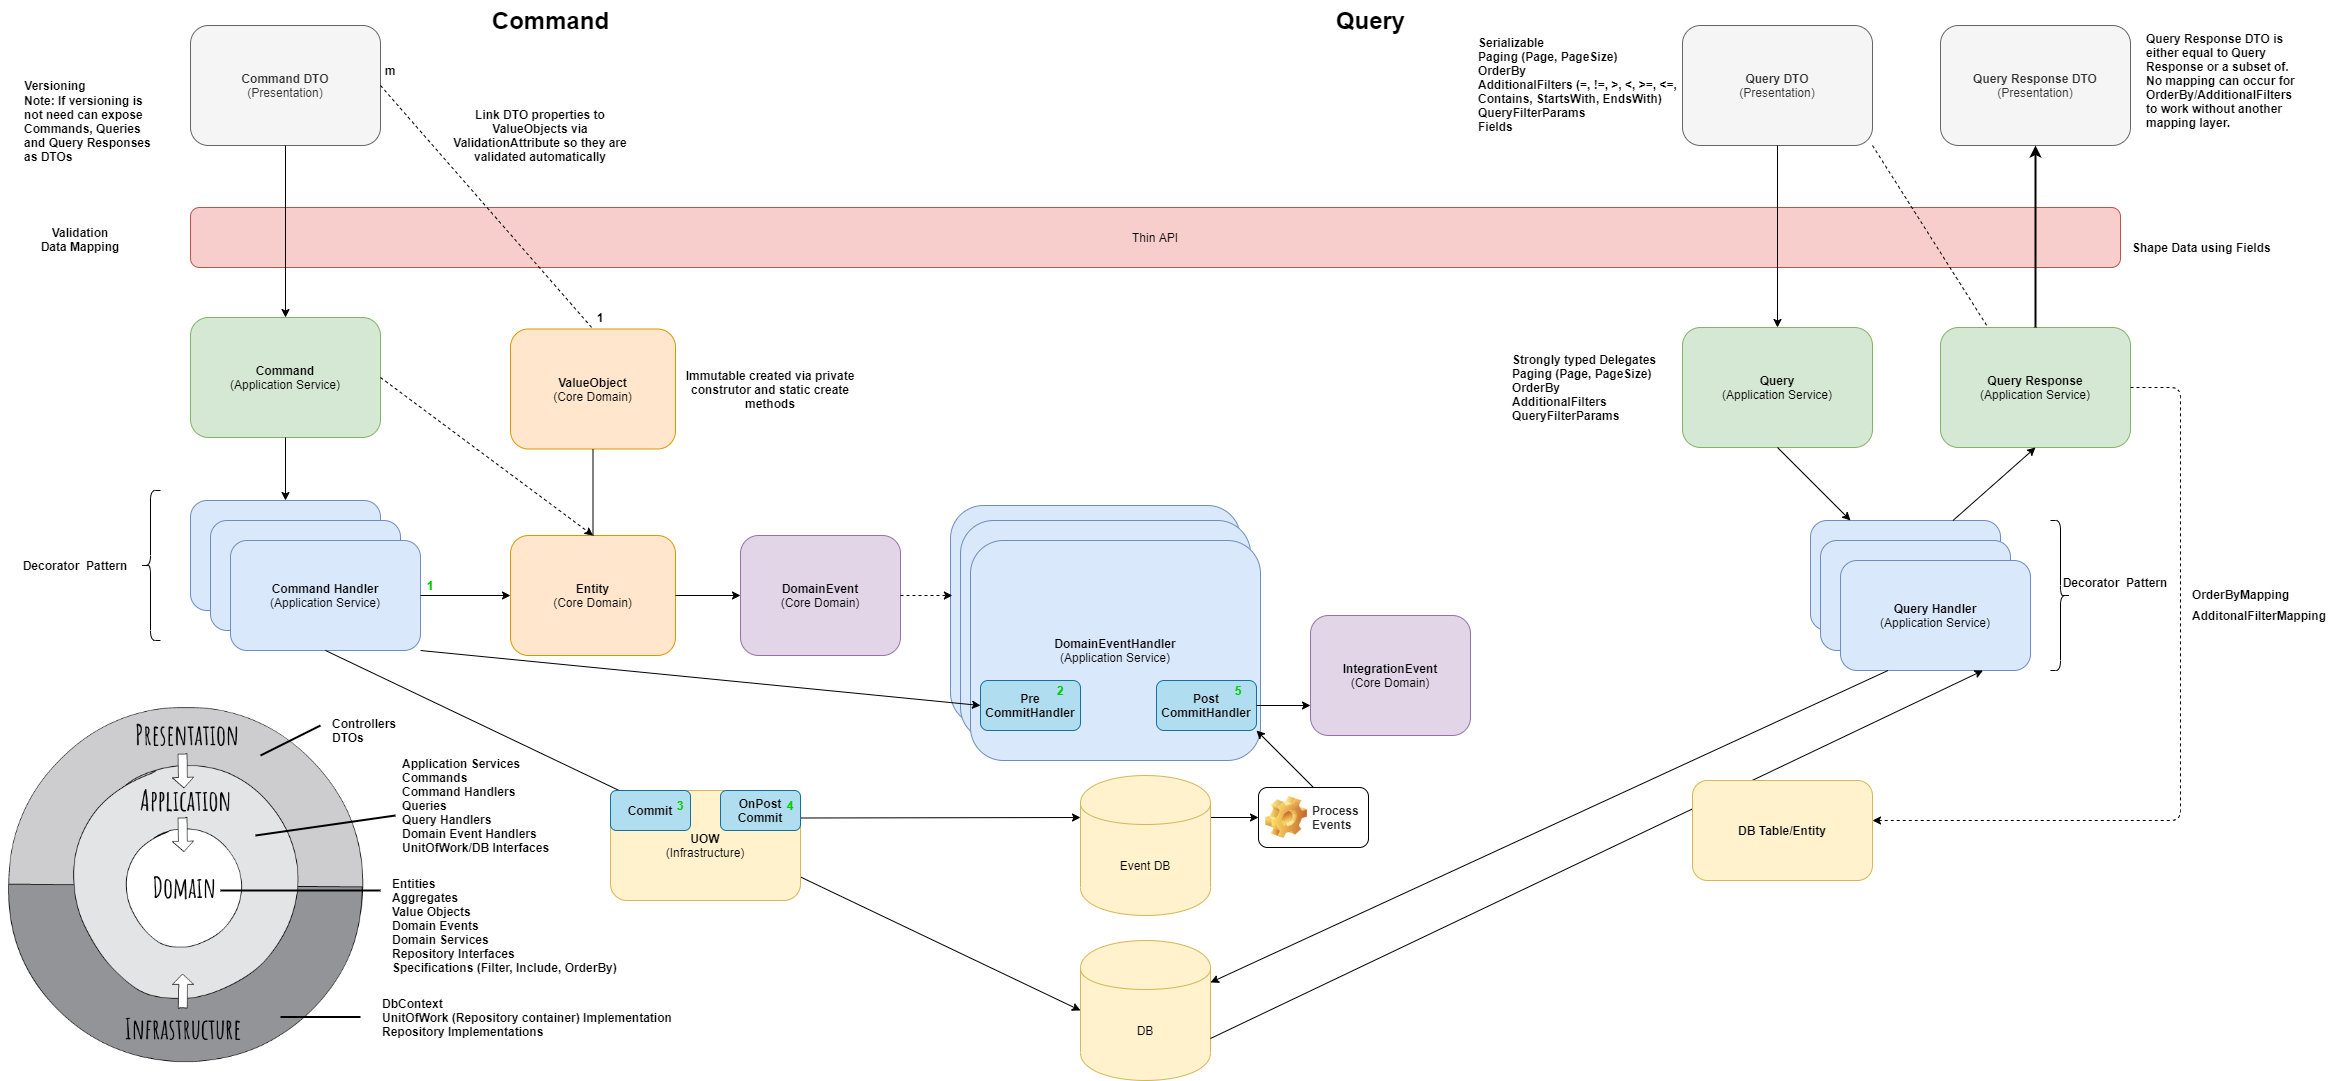 Command
Query
Command DTO
(Presentation)
m
Versioning
Note: If versioning is
not need can expose
Commands, Queries
and Query Responses
as DTOs
Link DTO properties to
ValueObjects via
ValidationAttribute so they are
validated automatically
Serializable
Paging (Page, PageSize)
OrderBy
AdditionalFilters (=, !=, >, <, >=, <=,
Contains, StartsWith, EndsWith)
QueryFilterParams
Fields
Query DTO
(Presentation)
Query Response DTO
(Presentation)
Query Response DTO is
either equal to Query
Response or a subset of.
No mapping can occur for
OrderBy/AdditionalFilters
to work without another
mapping layer.
Validation
Data Mapping
Thin API
Shape Data using Fields
1
Command
(Application Service)
ValueObject
(Core Domain)
Immutable created via private
construtor and static create
methods
Strongly typed Delegates
Paging (Page, PageSize)
OrderBy
AdditionalFilters
QueryFilterParams
Query
(Application Service)
Query Response
(Application Service)
Decorator Pattern
Command Handler
(Application Service)
1
Entity
(Core Domain)
DomainEvent
(Core Domain)
DomainEventHandler
(Application Service)
Pre
CommitHandler
2
Post
CommitHandler
5
IntegrationEvent
(Core Domain)
Query Handler
(Application Service)
Decorator Pattern
OrderByMapping
AdditonalFilterMapping
Commit
3
OnPost
Commit
4
UOW
(Infrastructure)
Event DB
Process
Events
DB Table/Entity
DB
PRESENTATION
APPLICATION
DOMAIN
INFRASTRUCTURE
Controllers
DTOs
Application Services
Commands
Command Handlers
Queries
Query Handlers
Domain Event Handlers
UnitOfWork/DB Interfaces
Entities
Aggregates
Value Objects
Domain Events
Domain Services
Repository Interfaces
Specifications (Filter, Include, OrderBy)
DbContext
UnitOfWork (Repository container) Implementation
Repository Implementations